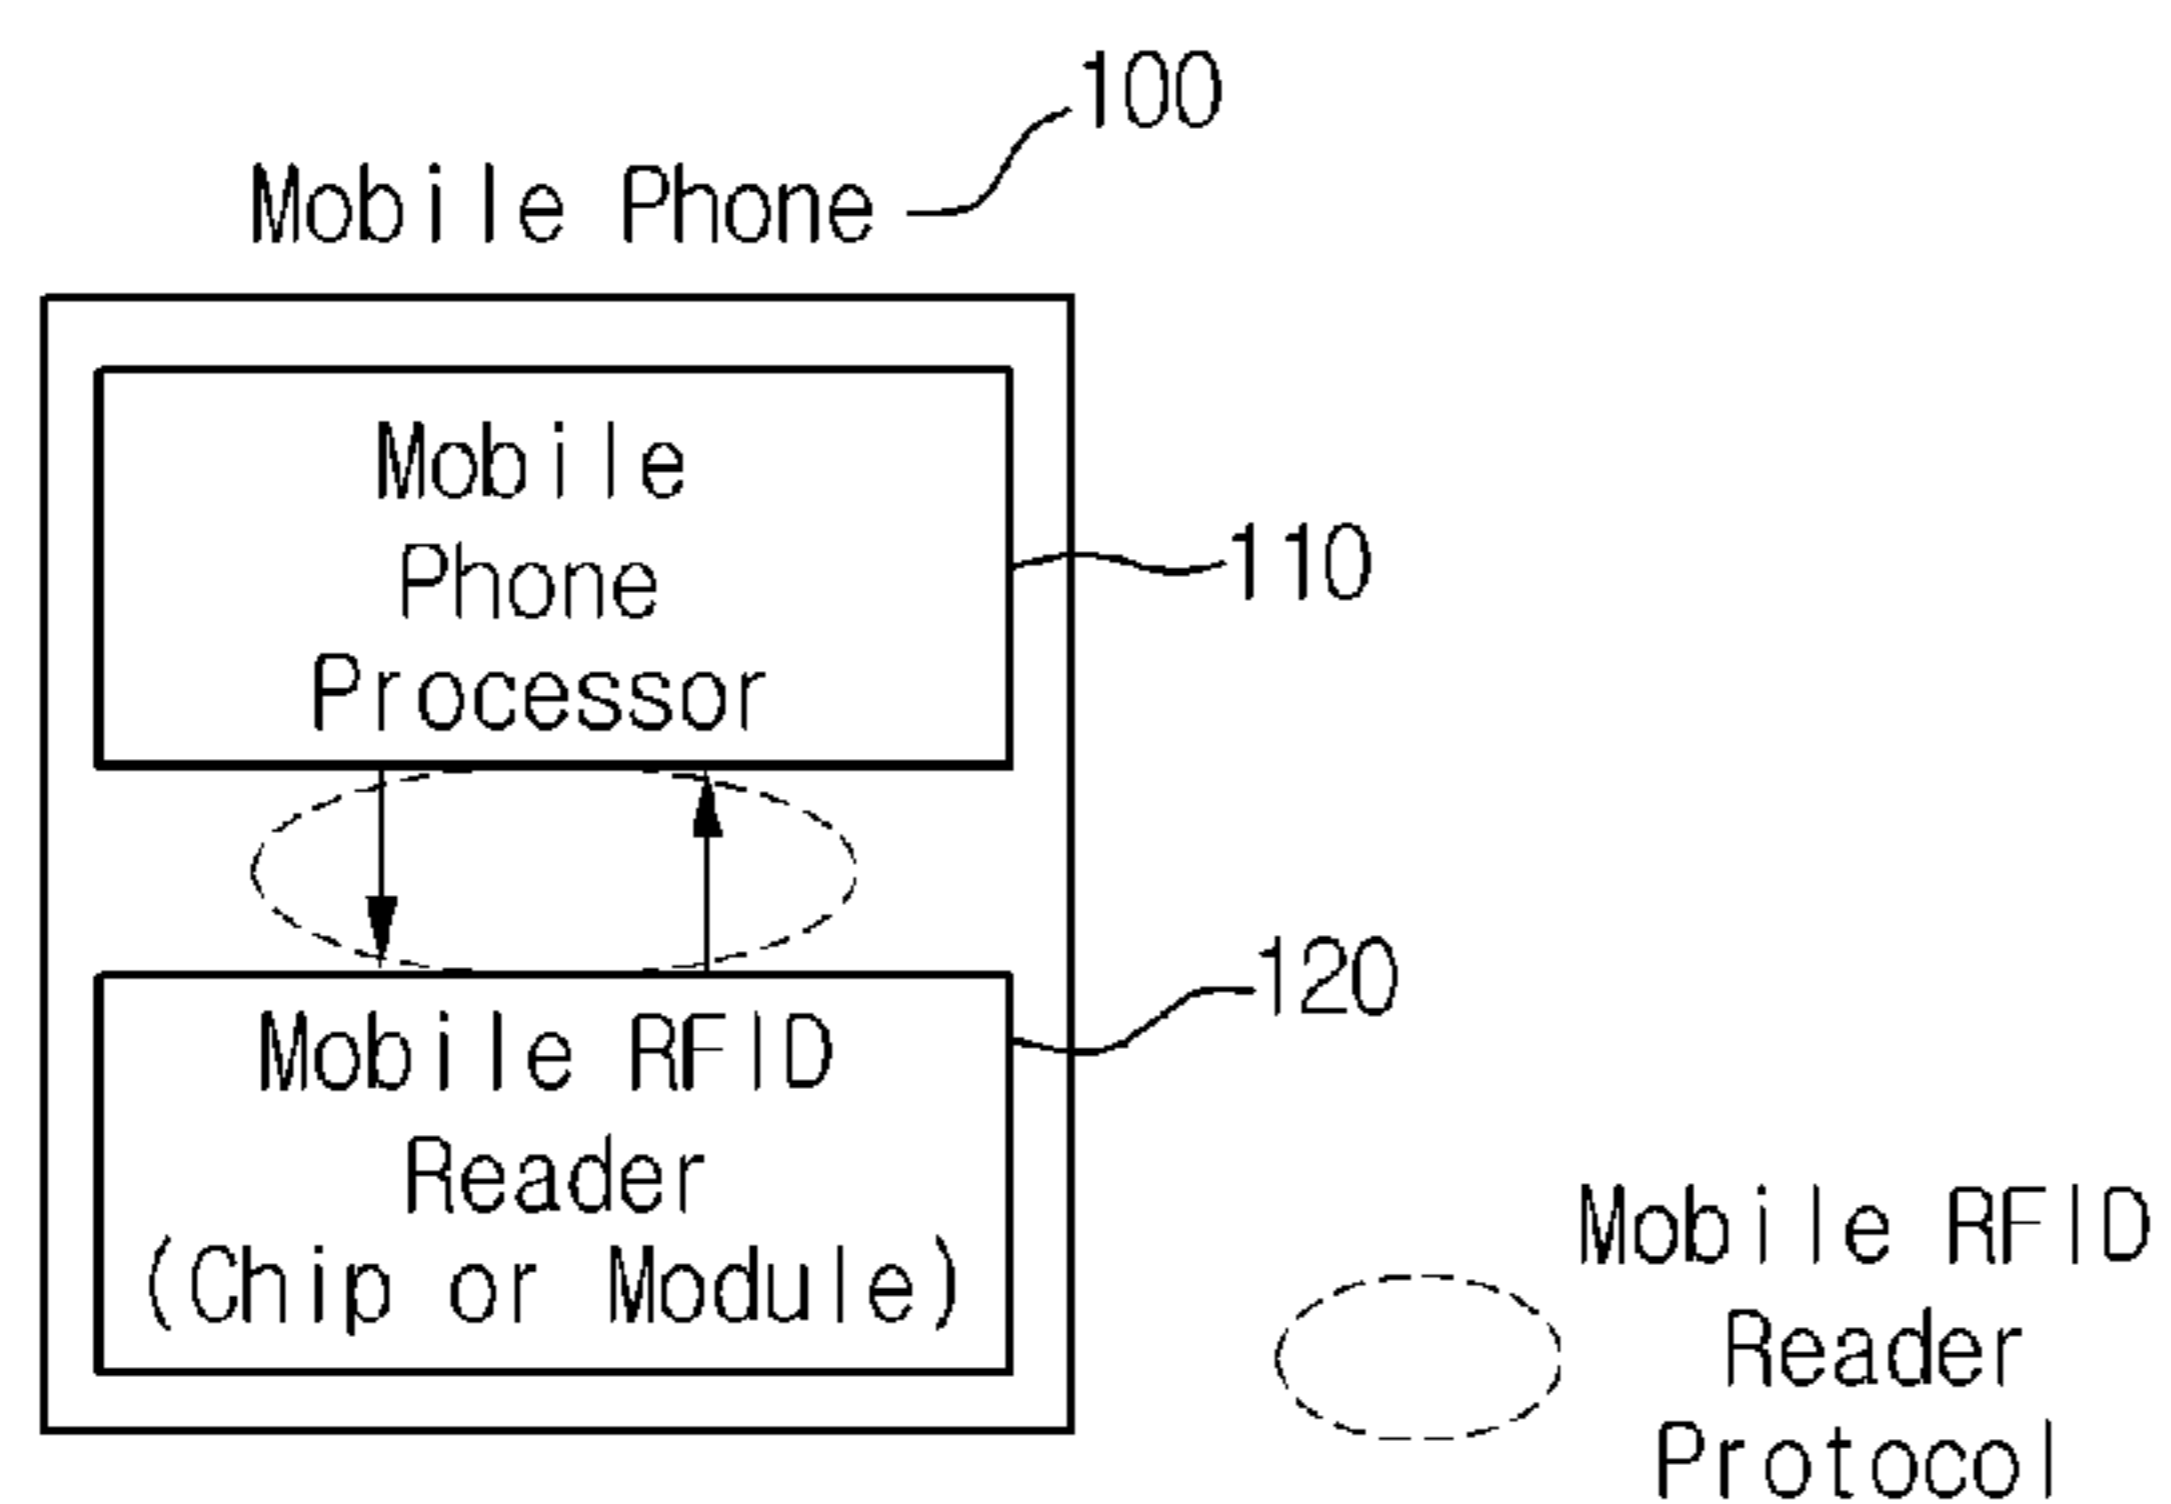 100
Mobile Phone
Mobile
Phone
Processor
110
120
Mobile RFID
Reader
(Chip or Module)
Mobile RFID
Reader
Protocol